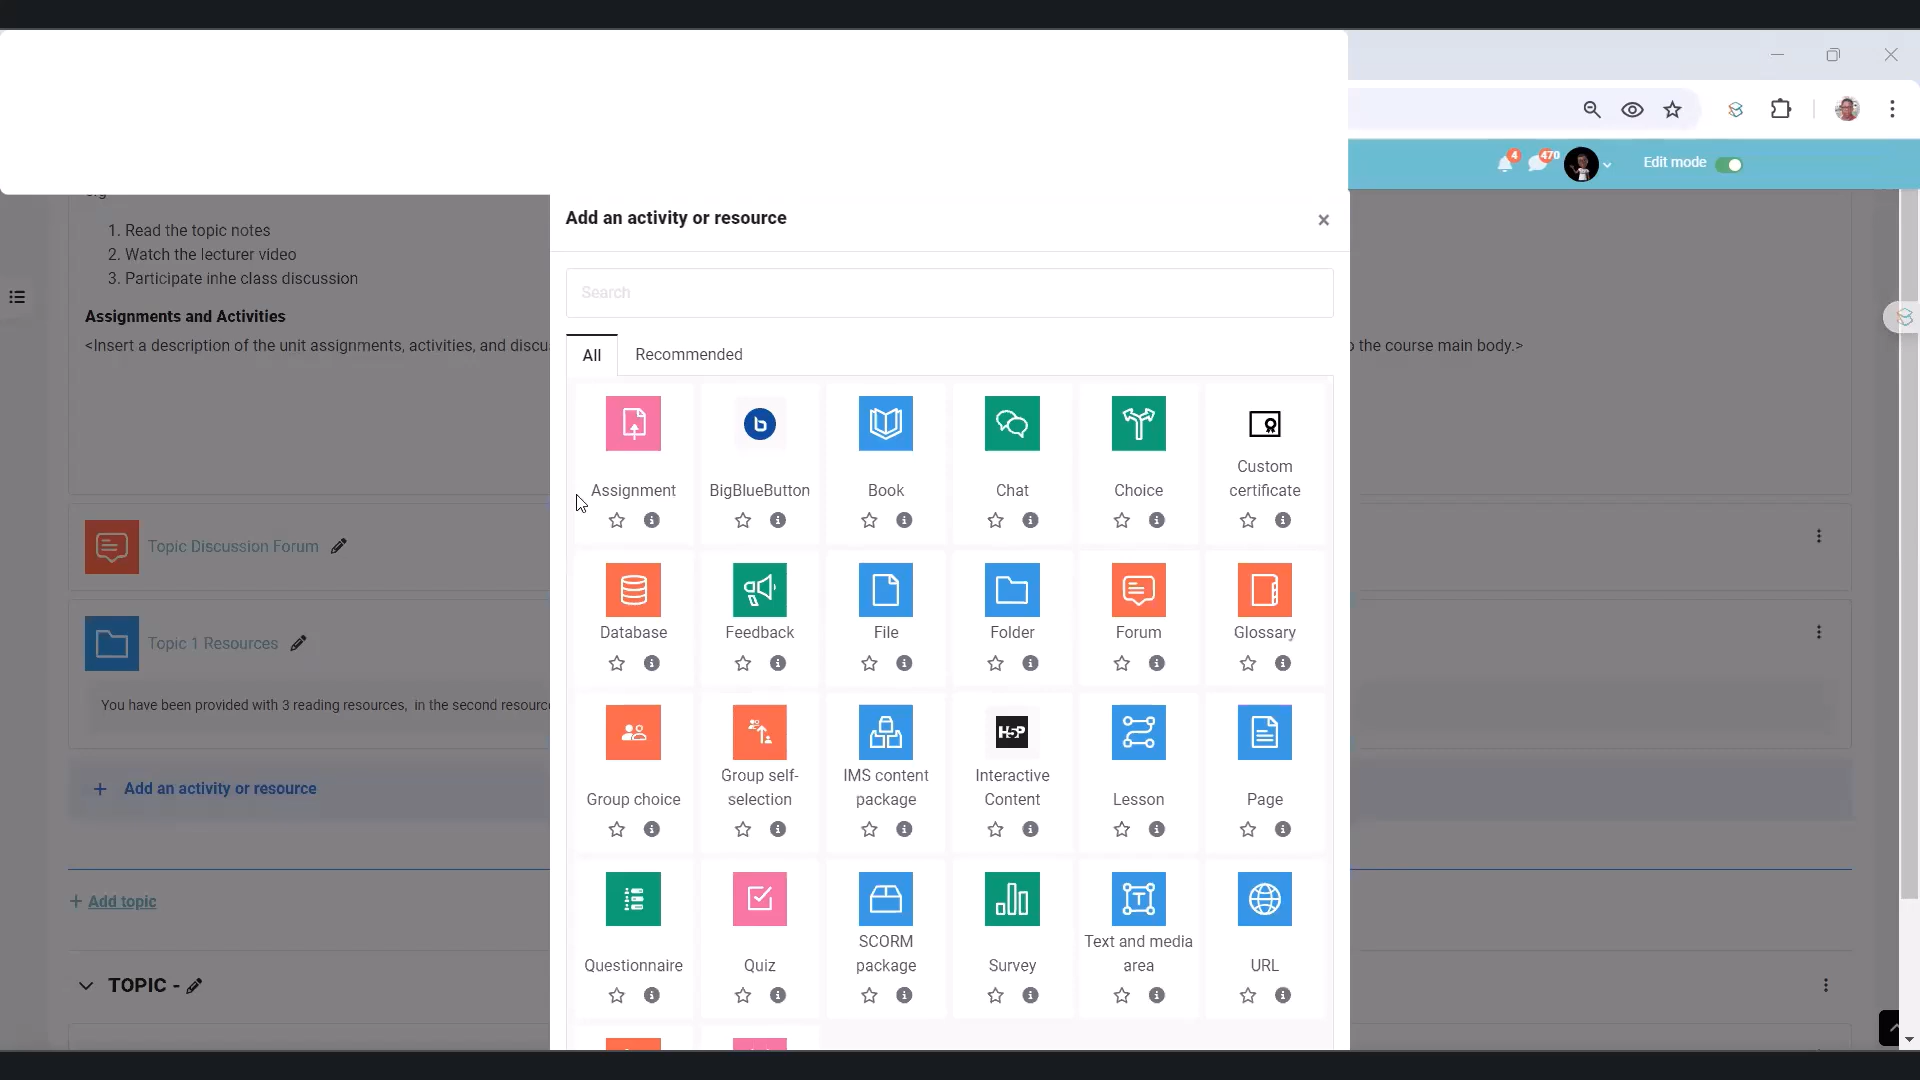 4
470
Edit mode
Add an activity or resource
×
1. Read the topic notes
2. Watch the lecturer video
3. Participate inhe class discussion
Search
Assignments and Activities
<Insert a description of the unit assignments, activities, and discu
o the course main body.>
All
Recommended
Assignment
BigBlueButton
Book
Chat
Choice
Custom
certificate
Topic Discussion Forum
Database
Feedback
File
Folder
Forum
Glossary
Topic 1 Resources
You have been provided with 3 reading resources, in the second resourc
H5P
Group choice
Group self-
selection
IMS content
package
Interactive
Content
Lesson
Page
+ Add an activity or resource
+ Add topic
Questionnaire
Quiz
SCORM
package
Survey
Text and media
area
URL
TOPIC -